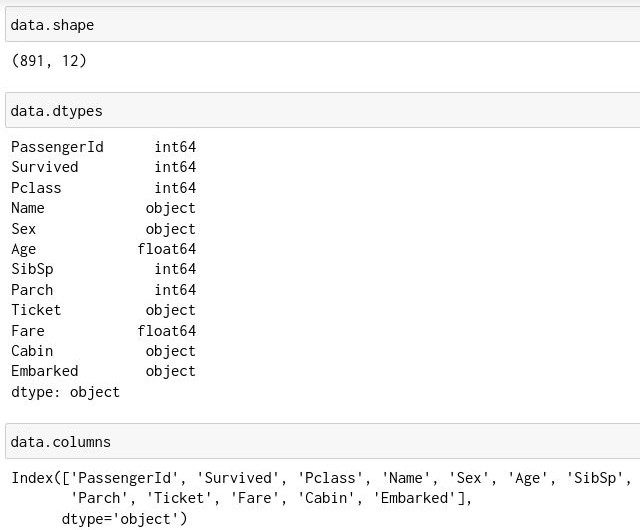 data.shape
(891, 12)
data.dtypes
PassengerId      int64
Survived         int64
Pclass           int64
Name            object
Sex             object
Age            float64
SibSp            int64
Parch            int64
Ticket          object
Fare           float64
Cabin           object
Embarked        object
dtype: object
data.columns
Index(['PassengerId', 'Survived', 'Pclass', 'Name', 'Sex', 'Age', 'SibSp',
       'Parch', 'Ticket', 'Fare', 'Cabin', 'Embarked'],
      dtype='object')